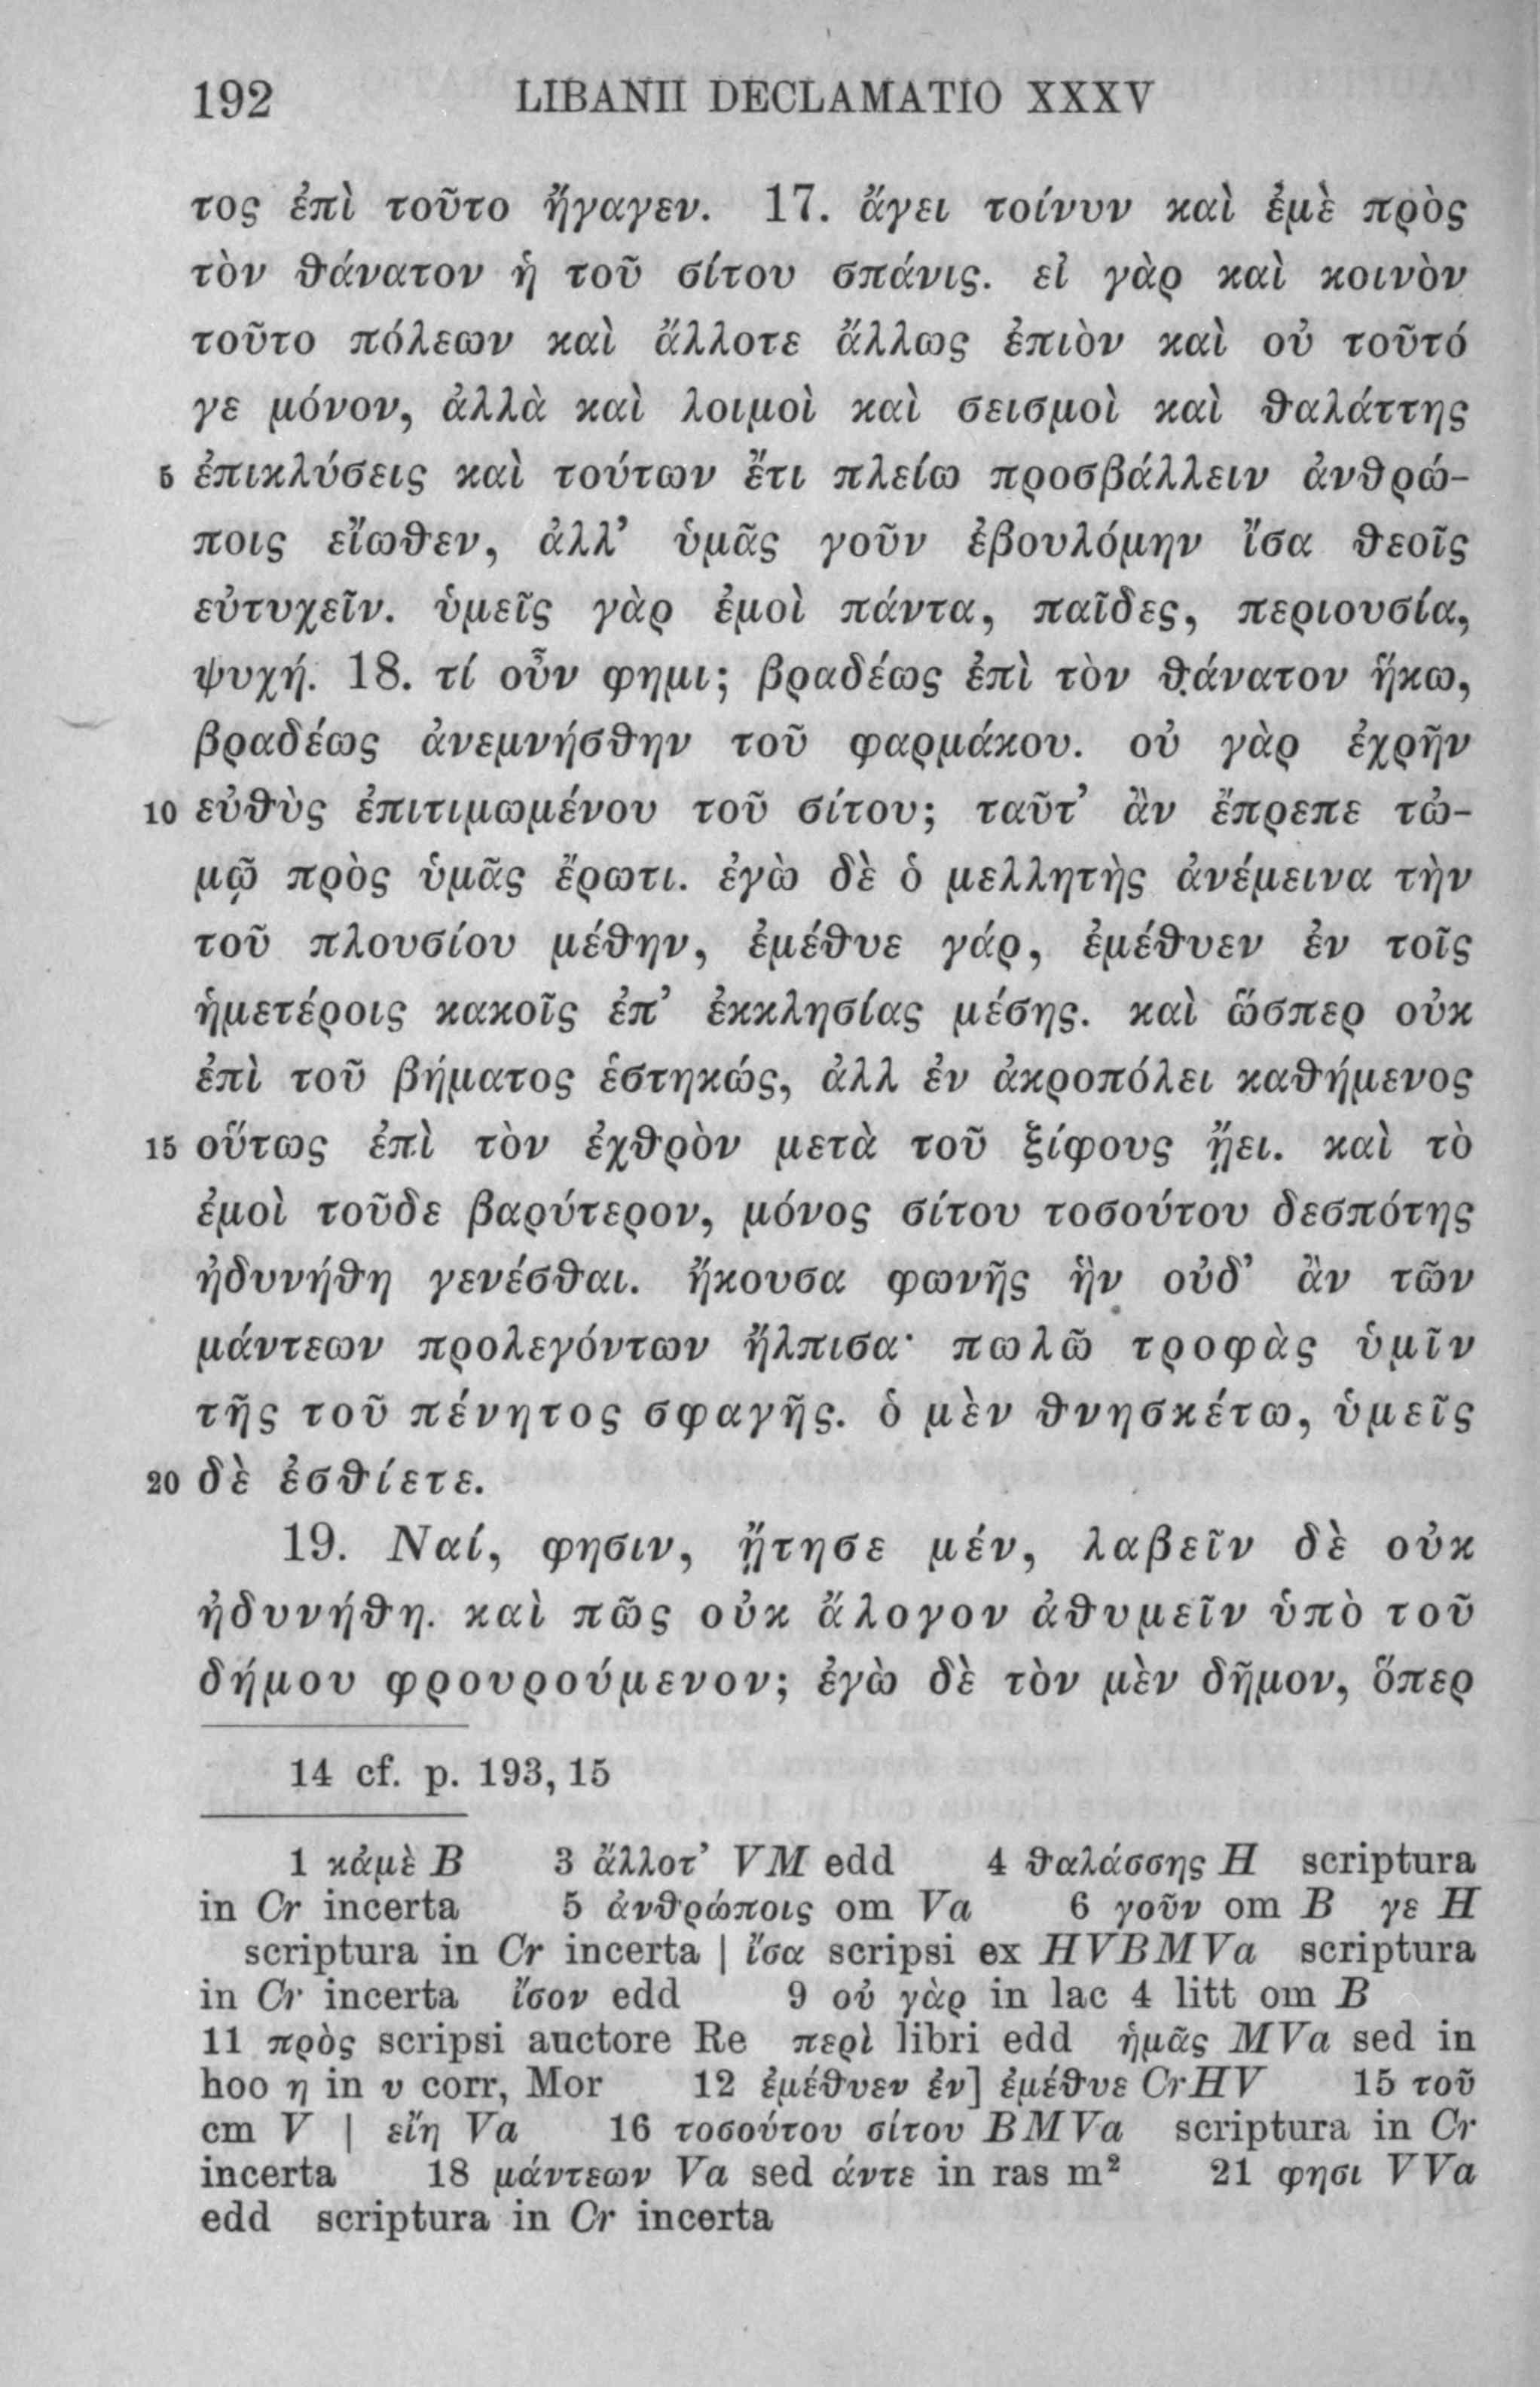 192 LIBANII DECLAMATIO XXXV
τος ἐπὶ τοῦτο ἤγαγεν. 17. ἄγει τοίνυν καὶ ἐμὲ πρὸς
τὸν θάνατον ἡ τοῦ σίτου σπάνις. εἰ γὰρ καὶ κοινὸν
τοῦτο πόλεων καὶ ἄλλοτε ἄλλως ἐπιὸν καὶ οὐ τοῦτό
γε μόνον, ἀλλὰ καὶ λοιμοὶ καὶ σεισμοὶ καὶ θαλάττης
5 ἐπικλύσεις καὶ τούτων ἔτι πλείω προσβάλλειν ἀνθρώ-
ποις εἴωθεν, ἀλλ’ ὑμᾶς γοῦν ἐβουλόμην ἴσα θεοῖς
εὐτυχεῖν. ὑμεῖς γὰρ ἐμοὶ πάντα, παῖδες, περιουσία,
ψυχή. 18. τί οὖν φημι; βραδέως ἐπὶ τὸν θάνατον ἥκω,
βραδέως ἀνεμνήσθην τοῦ φαρμάκου. οὐ γὰρ ἐχρῆν
10 εὐθὺς ἐπιτιμωμένου τοῦ σίτου; ταῦτ’ ἂν ἔπρεπε τὠ-
μῷ πρὸς ὑμᾶς ἔρωτι. ἐγὼ δὲ ὁ μελλητὴς ἀνέμεινα τὴν
τοῦ πλουσίου μέθην, ἐμέθυε γάρ, ἐμέθυεν ἐν τοῖς
ἡμετέροις κακοῖς ἐπ’ ἐκκλησίας μέσης. καὶ ὥσπερ οὐκ
ἐπὶ τοῦ βήματος ἑστηκώς, ἀλλ ἐν ἀκροπόλει καθήμενος
15 οὕτως ἐπὶ τὸν ἐχθρὸν μετὰ τοῦ ξίφους ᾔει. καὶ τὸ
ἐμοὶ τοῦδε βαρύτερον, μόνος σίτου τοσούτου δεσπότης
ἠδυνήθη γενέσθαι. ἤκουσα φωνῆς ἣν οὐδ’ ἂν τῶν
μάντεων προλεγόντων ἤλπισα· πωλῶ τροφὰς ὑμῖν
τῆς τοῦ πένητος σφαγῆς. ὁ μὲν θνησκέτω, ὑμεῖς
20 δὲ ἐσθίετε.
19. Ναί, φησιν, ᾔτησε μέν, λαβεῖν δὲ οὐκ
ἠδυνήθη. καὶ πῶς οὐκ ἄλογον ἀθυμεῖν ὑπὸ τοῦ
δήμου φρουρούμενον; ἐγὼ δὲ τὸν μὲν δῆμον, ὅπερ
14 cf. p. 193, 15
1 κἀμὲ B 3 ἄλλοτ’ VM edd 4 θαλάσσης H scriptura
in Cr incerta 5 ἀνθρώποις om Va 6 γοῦν om B γε H
scriptura in Cr incerta | ἴσα scripsi ex HVBMVa scriptura
in Cr incerta ἴσον edd 9 οὐ γὰρ in lac 4 litt om B
11 πρὸς scripsi auctore Re περὶ libri edd ἡμᾶς MVa sed in
hoo η in υ corr, Mor 12 ἐμέθυεν ἐν] ἐμέθυε CrHV 15 τοῦ
cm V | εἴη Va 16 τοσούτου σίτου BMVa scriptura in Cr
incerta 18 μάντεων Va sed άντε in ras m² 21 φησι VVa
edd scriptura in Cr incerta